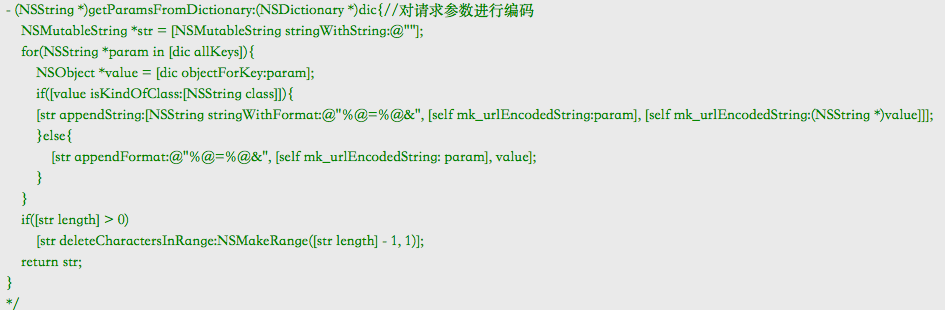 - (NSString *)getParamsFromDictionary:(NSDictionary *)dic{//对请求参数进行编码
NSMutableString *str = [NSMutableString stringWithString:@""];
for(NSString *param in [dic allKeys]){
NSObject *value = [dic objectForKey:param];
if([value isKindOfClass:[NSString class]]){
[str appendString:[NSString stringWithFormat:@"%@=%@&", [self mk_urlEncodedString:param], [self mk_urlEncodedString:(NSString *)value]]];
}else{
[str appendFormat:@"%@=%@&", [self mk_urlEncodedString: param], value];
}
}
if([str length] > 0)
[str deleteCharactersInRange:NSMakeRange([str length] - 1, 1)];
return str;
}
*/